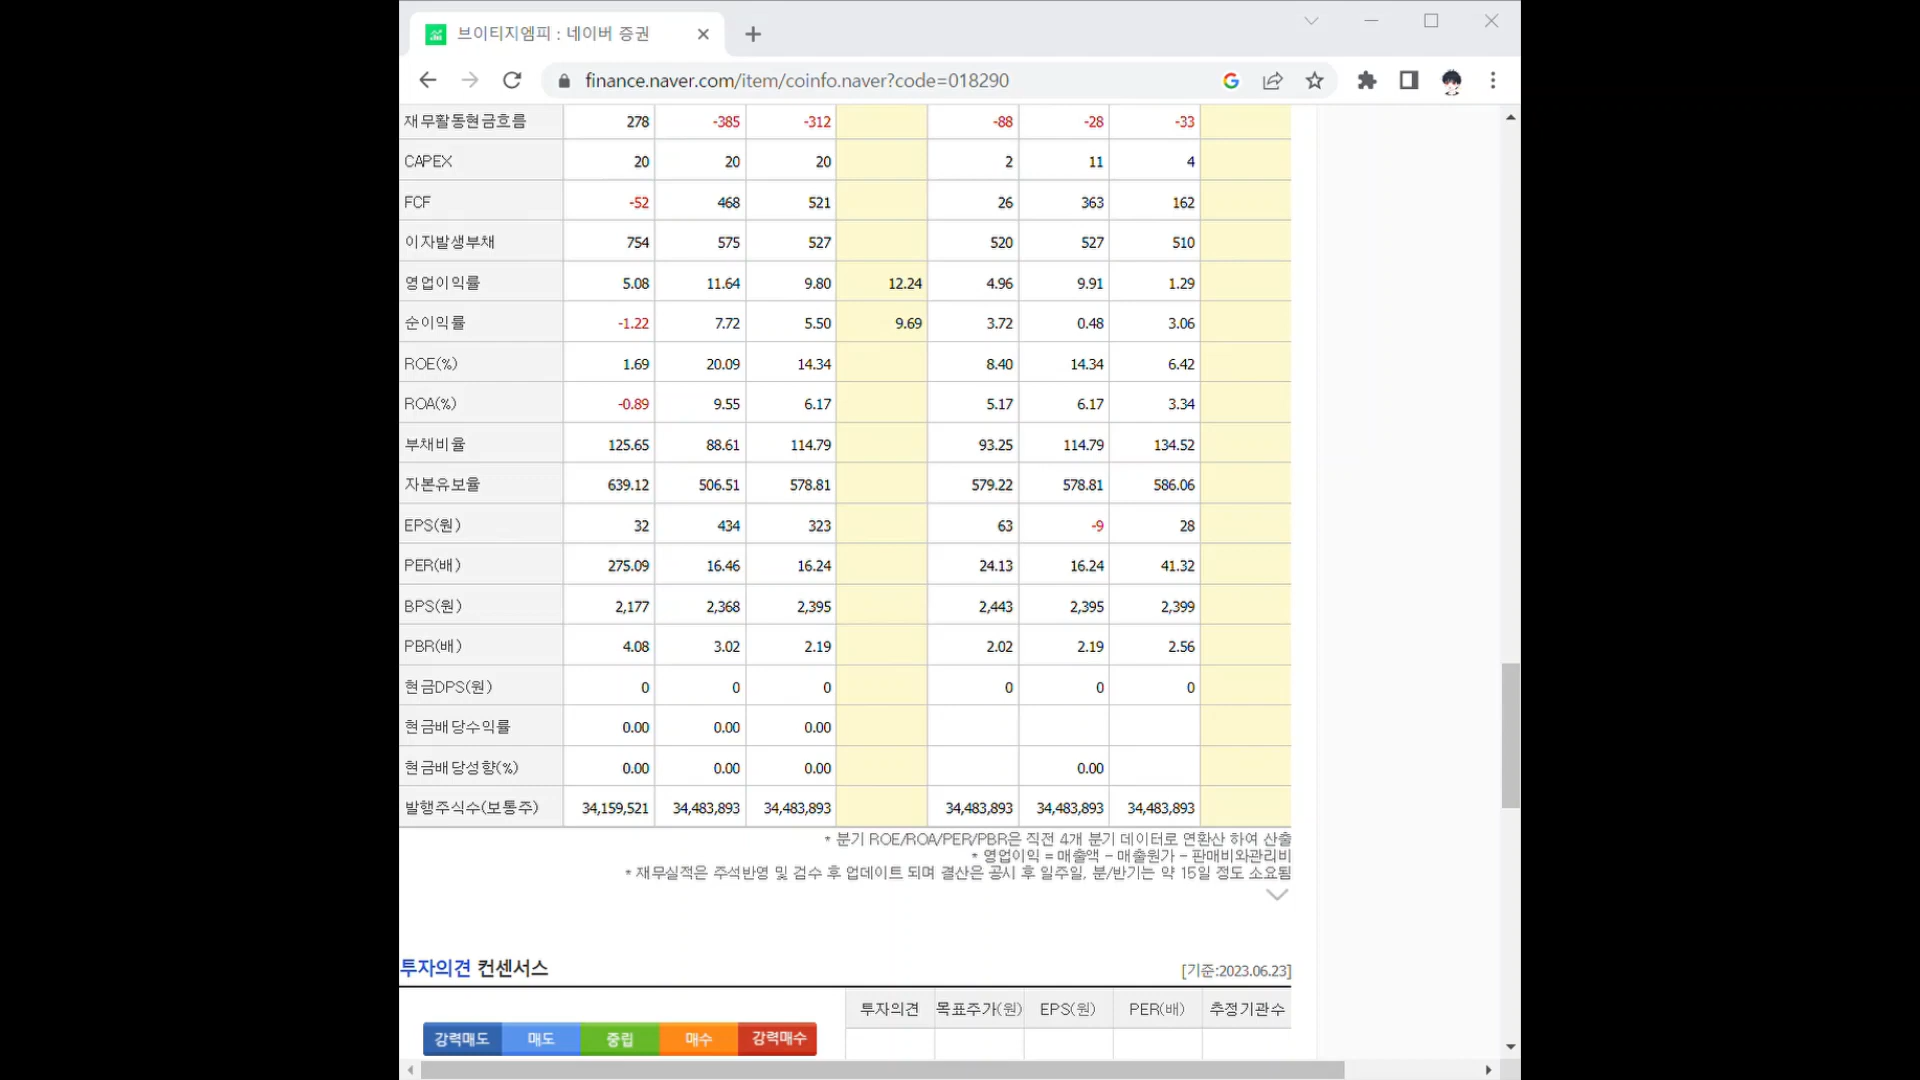 브이티지엠피 : 네이버 증권
finance.naver.com/item/coinfo.naver?code=018290
재무활동현금흐름 278 -385 -312 -88 -28 -33
CAPEX 20 20 20 2 11 4
FCF -52 468 521 26 363 162
이자발생부채 754 575 527 520 527 510
영업이익률 5.08 11.64 9.80 12.24 4.96 9.91 1.29
순이익률 -1.22 7.72 5.50 9.69 3.72 0.48 3.06
ROE(%) 1.69 20.09 14.34 8.40 14.34 6.42
ROA(%) -0.89 9.55 6.17 5.17 6.17 3.34
부채비율 125.65 88.61 114.79 93.25 114.79 134.52
자본유보율 639.12 506.51 578.81 579.22 578.81 586.06
EPS(원) 32 434 323 63 -9 28
PER(배) 275.09 16.46 16.24 24.13 16.24 41.32
BPS(원) 2,177 2,368 2,395 2,443 2,395 2,399
PBR(배) 4.08 3.02 2.19 2.02 2.19 2.56
현금DPS(원) 0 0 0 0 0 0
현금배당수익률 0.00 0.00 0.00
현금배당성향(%) 0.00 0.00 0.00 0.00
발행주식수(보통주) 34,159,521 34,483,893 34,483,893 34,483,893 34,483,893 34,483,893
* 분기 ROE/ROA/PER/PBR은 직전 4개 분기 데이터로 연환산 하여 산출
* 영업이익 = 매출액 - 매출원가 - 판매비와관리비
* 재무실적은 주석반영 및 검수 후 업데이트 되며 결산은 공시 후 일주일, 분/반기는 약 15일 정도 소요됨
투자의견 컨센서스 [기준:2023.06.23]
투자의견 목표주가(원) EPS(원) PER(배) 추정기관수
강력매도 매도 중립 매수 강력매수